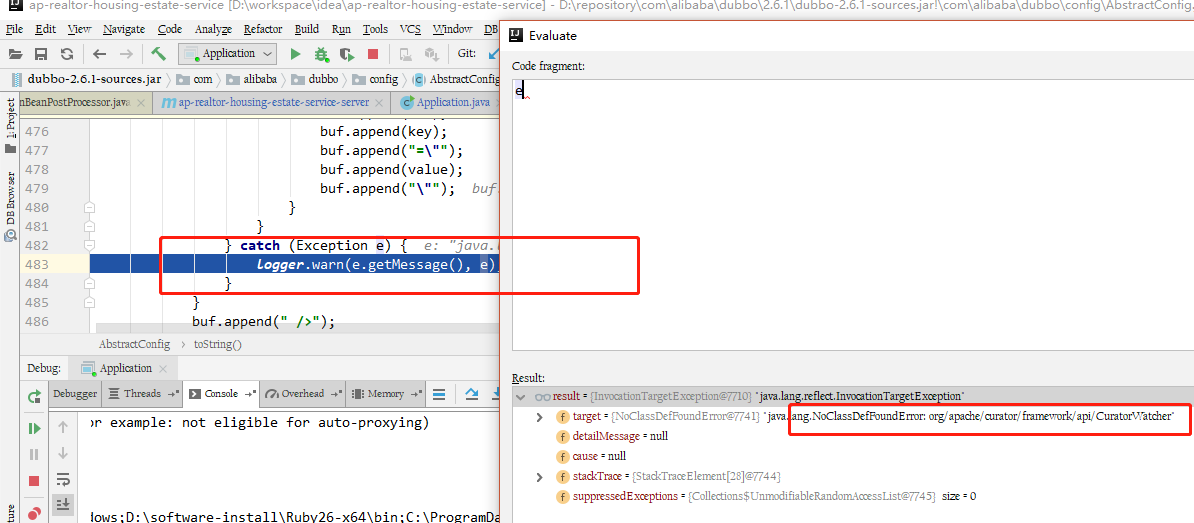 ap-realtor-housing-estate-service [D:\workspace\idea\ap-realtor-housing-estate-service] - D:\repository\com\alibaba\dubbo\2.6.1\dubbo-2.6.1-sources.jar!\com\alibaba\dubbo\config\AbstractConfig.
File Edit View Navigate Code Analyze Refactor Build Run Tools VCS Window
Application Git:
dubbo-2.6.1-sources.jar com alibaba dubbo config AbstractConfig
nBeanPostProcessor.java ap-realtor-housing-estate-service-server Application.java
1: Project
DB Browser
476 buf.append(key);
477 buf.append("=\"");
478 buf.append(value);
479 buf.append("\""); buf.
480 }
481 }
482 } catch (Exception e) { e: "java.
483 logger.warn(e.getMessage(), e)
484 }
485 }
486 buf.append(" />");
AbstractConfig toString()
Debug: Application
Debugger Threads Console Overhead Memory
or example: not eligible for auto-proxying)
dows;D:\software-install\Ruby26-x64\bin;C:\ProgramDa
Evaluate
Code fragment:
e
Result:
result = {InvocationTargetException@7710} "java.lang.reflect.InvocationTargetException"
target = {NoClassDefFoundError@7741} "java.lang.NoClassDefFoundError: org/apache/curator/framework/api/CuratorWatcher"
detailMessage = null
cause = null
stackTrace = {StackTraceElement[28]@7744}
suppressedExceptions = {Collections$UnmodifiableRandomAccessList@7745} size = 0